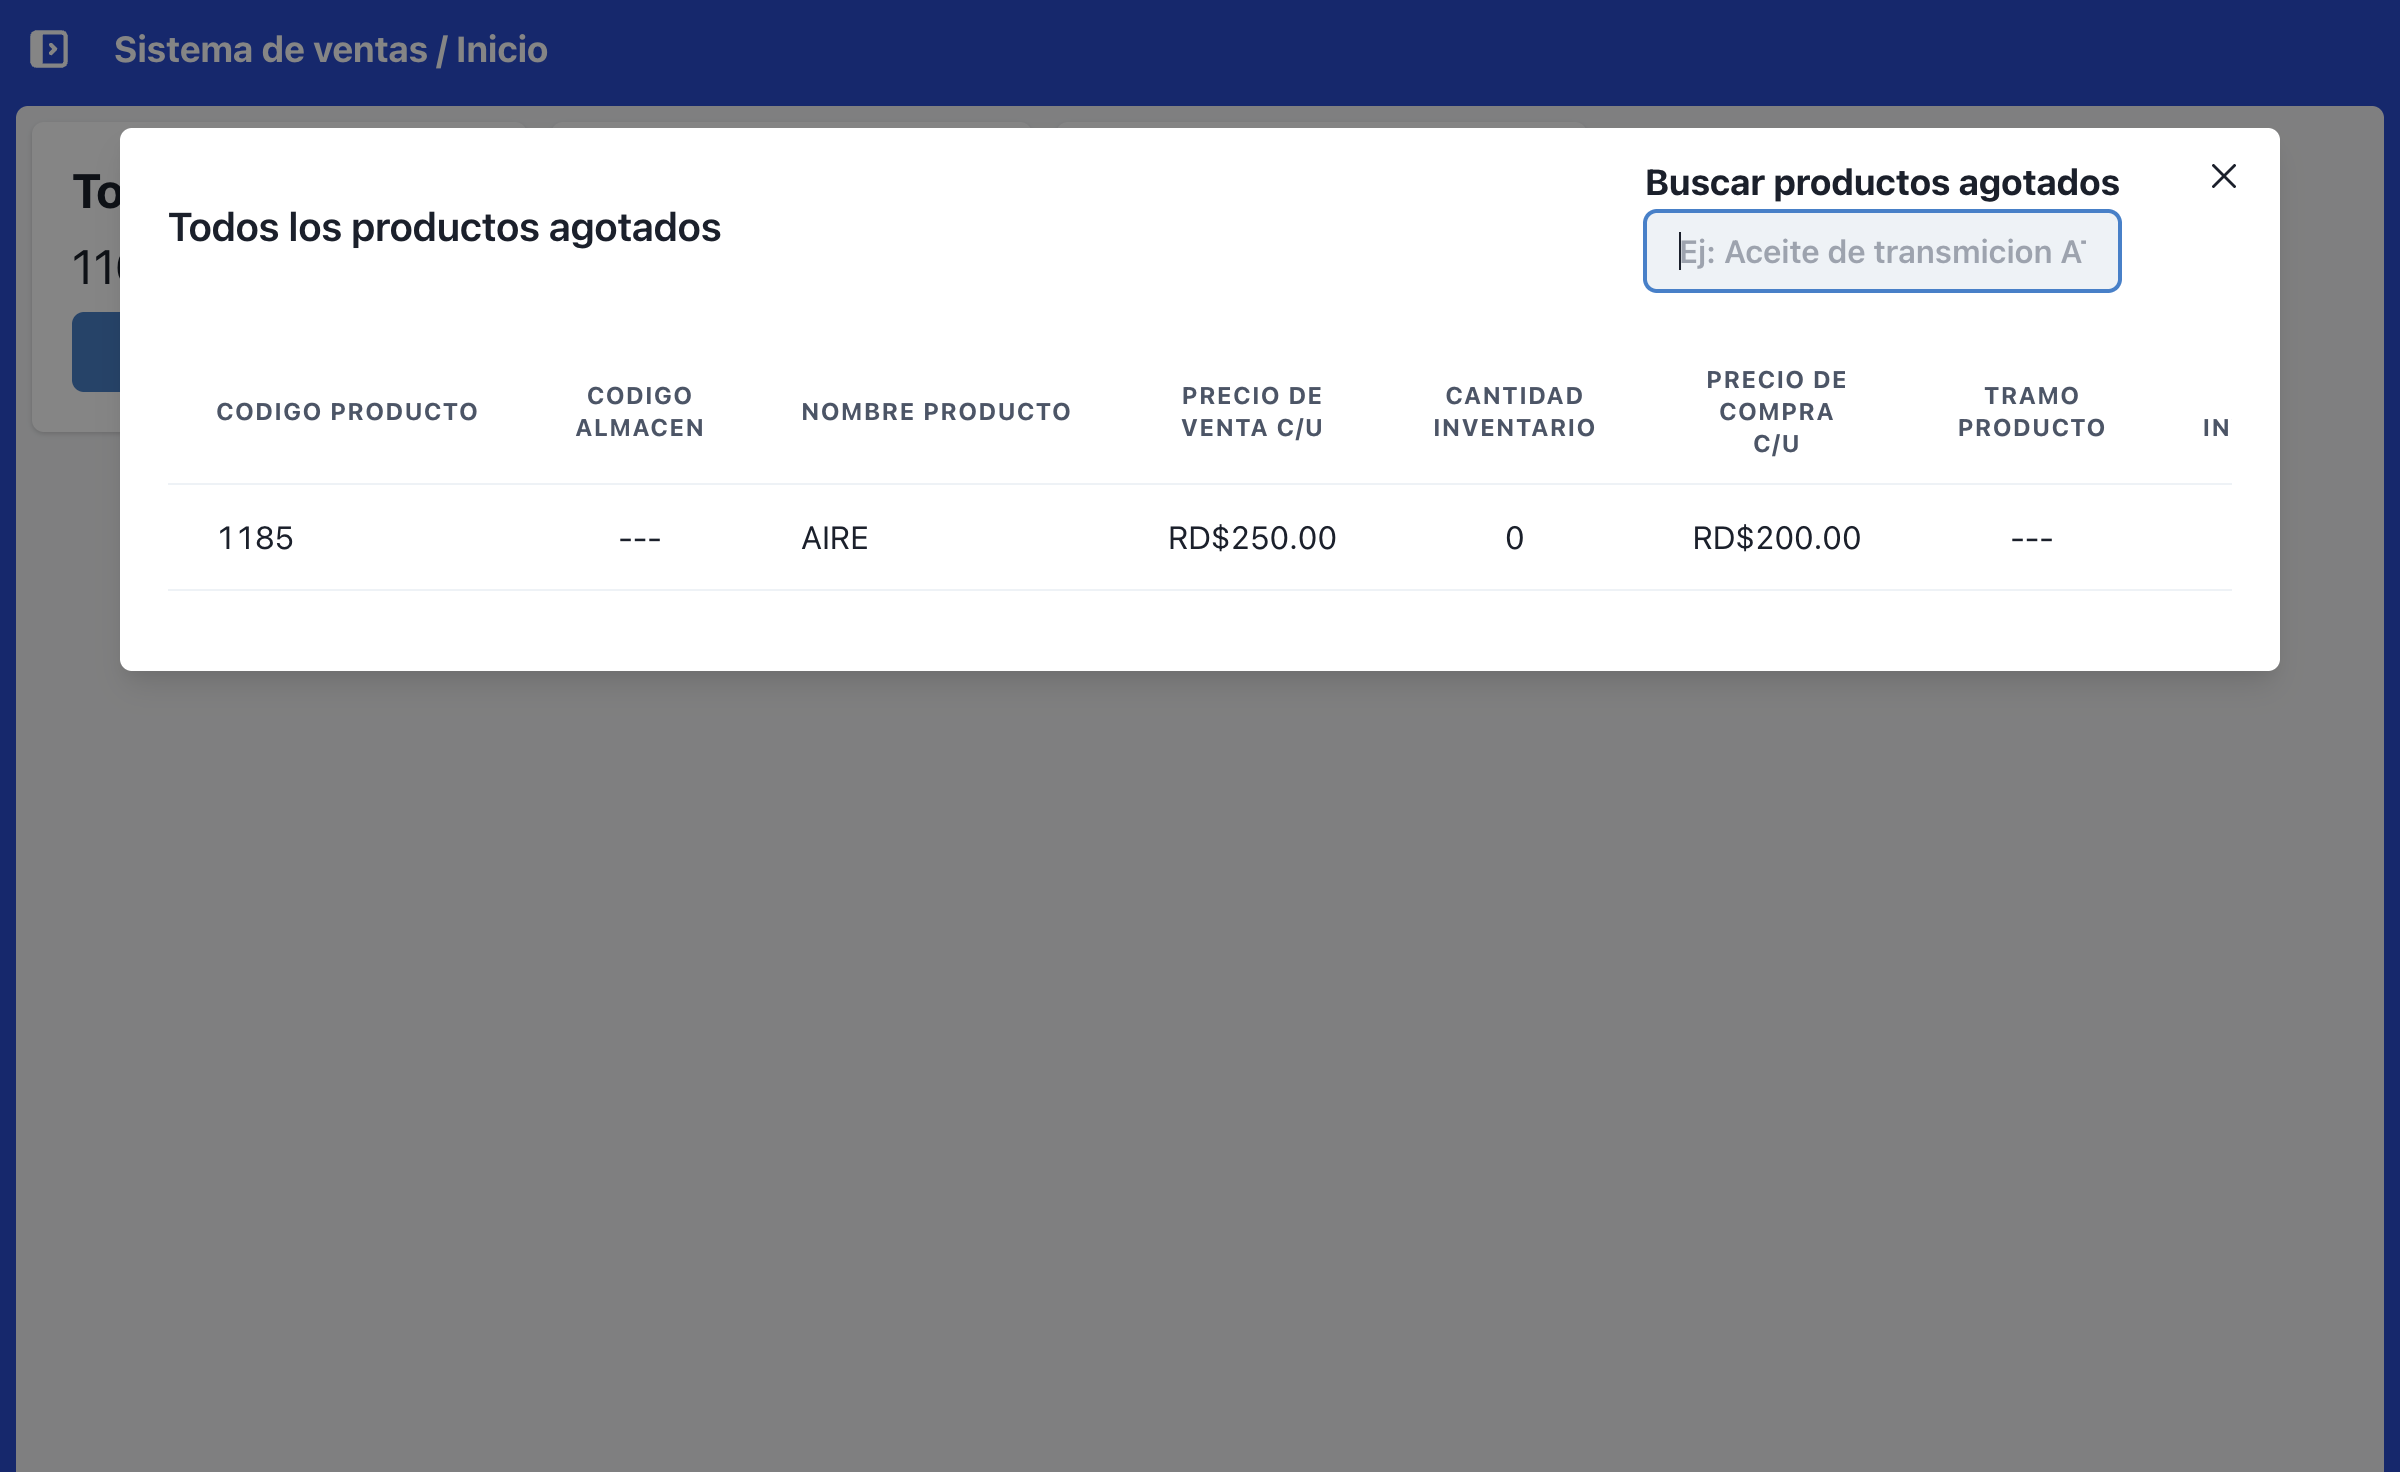 Sistema de ventas / Inicio
Buscar productos agotados
Todos los productos agotados
Ej: Aceite de transmicion
CODIGO PRODUCTO
CODIGO
ALMACEN
NOMBRE PRODUCTO
PRECIO DE
VENTA C/U
CANTIDAD
INVENTARIO
PRECIO DE
COMPRA
C/U
TRAMO
PRODUCTO
IN
1185
---
AIRE
RD$250.00
0
RD$200.00
---